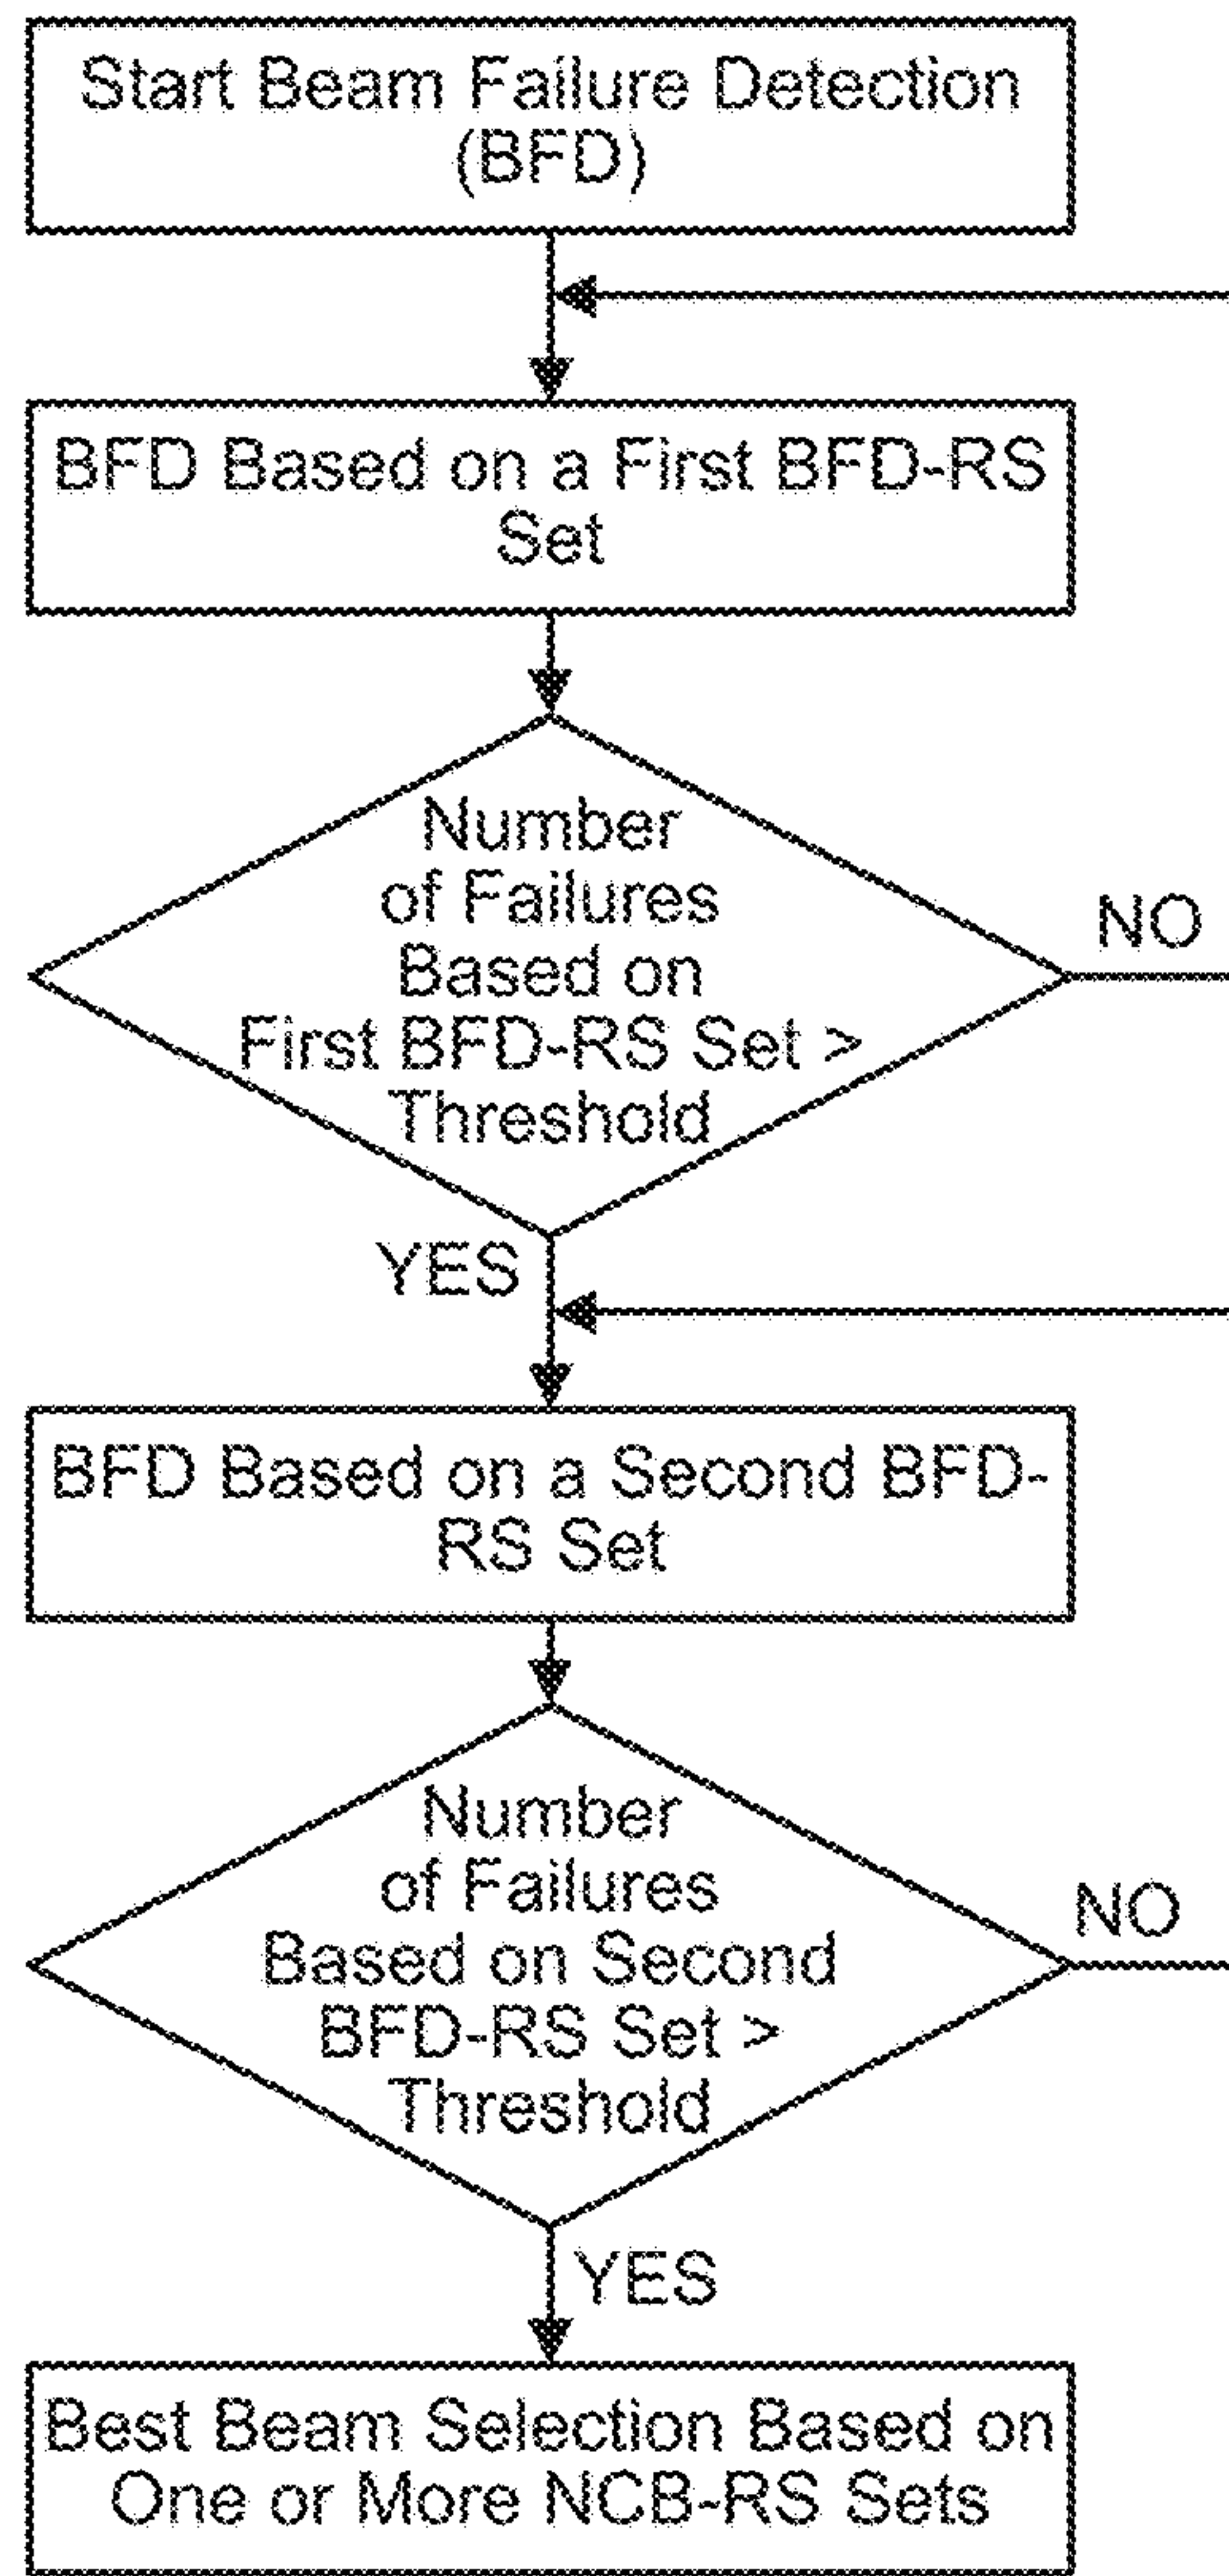 Start Beam Failure Detection
(BFD)
BFD Based on a First BFD-RS
Set
Number
of Failures
Based on
First BFD-RS Set >
Threshold
NO
YES
BFD Based on a Second BFD-
RS Set
Number
of Failures
Based on Second
BFD-RS Set >
Threshold
NO
YES
Best Beam Selection Based on
One or More NCB-RS Sets